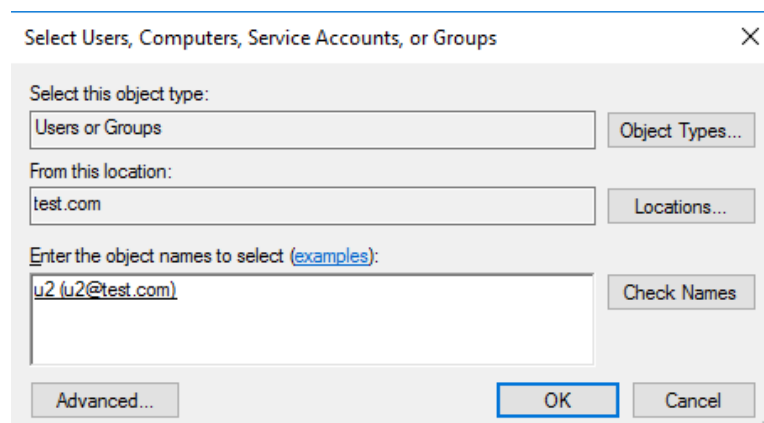 Select Users, Computers, Service Accounts, or Groups
Select this object type:
Users or Groups
Object Types...
From this location:
test.com
Locations...
Enter the object names to select (examples):
u2 (u2@test.com)
Check Names
Advanced...
OK
Cancel